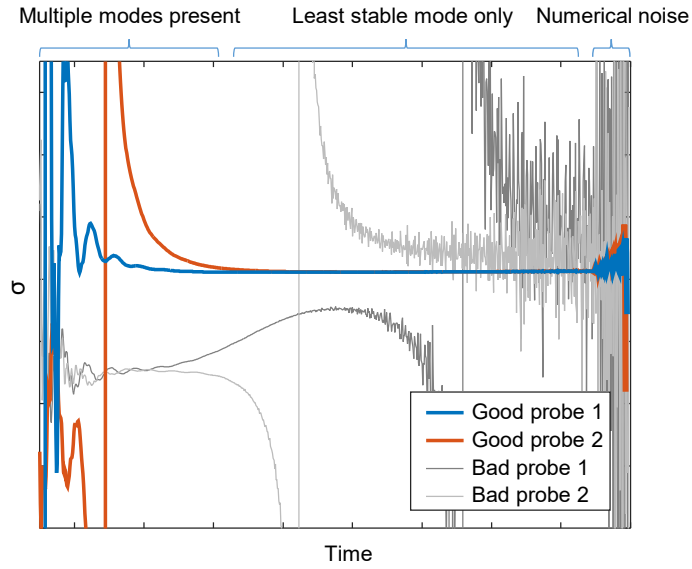 Multiple modes present
Least stable mode only
Numerical noise
σ
Good probe 1
Good probe 2
Bad probe 1
Bad probe 2
Time